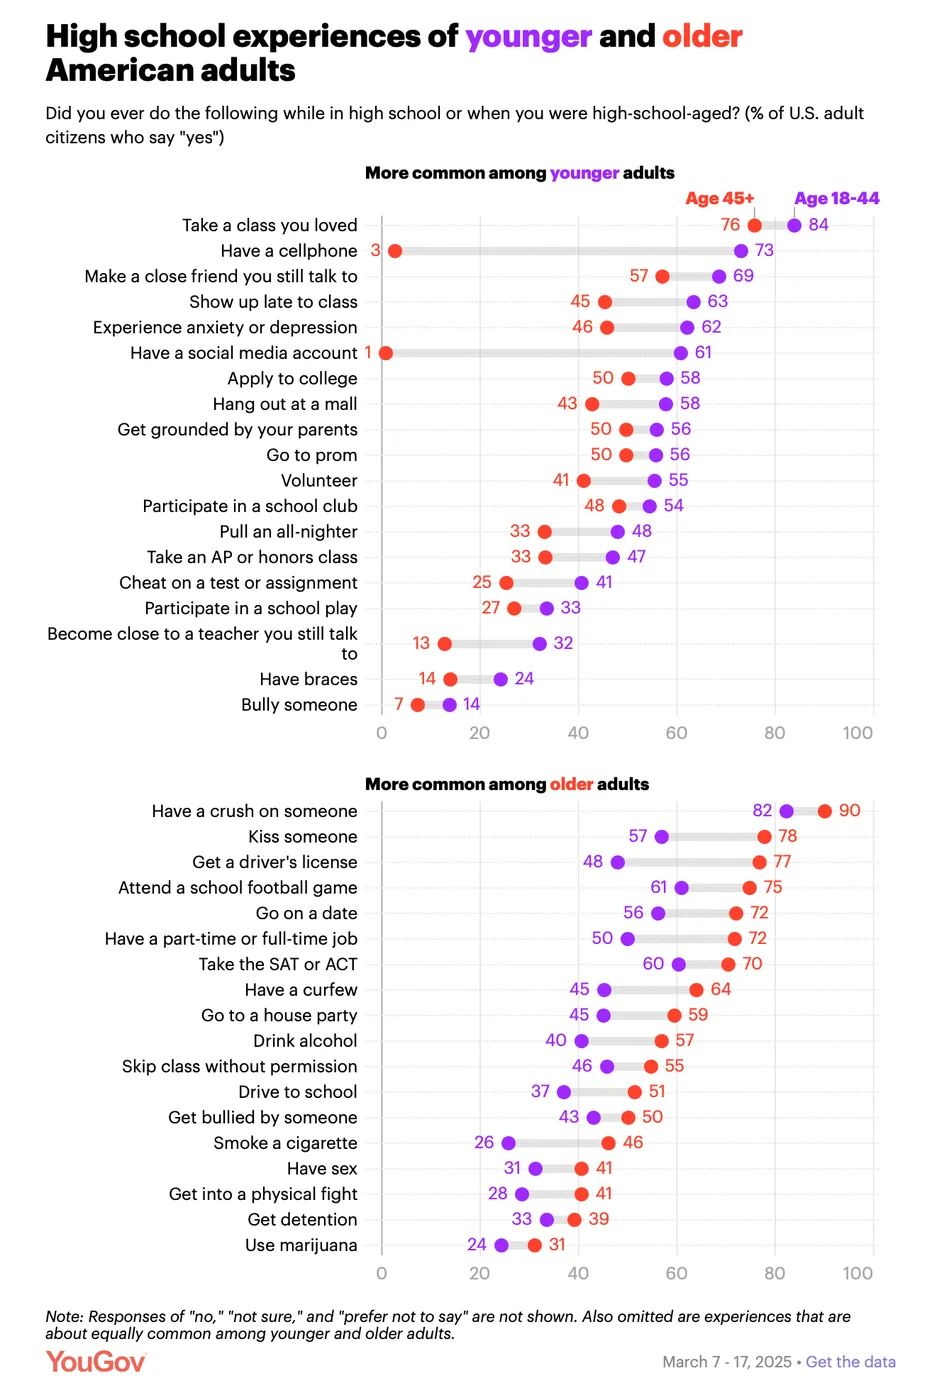 High school experiences of younger and older
American adults
Did you ever do the following while in high school or when you were high-school-aged? (% of U.S. adult
citizens who say "yes")
More common among younger adults
Age 45+ Age 18-44
Take a class you loved 76 84
Have a cellphone 3 73
Make a close friend you still talk to 57 69
Show up late to class 45 63
Experience anxiety or depression 46 62
Have a social media account 1 61
Apply to college 50 58
Hang out at a mall 43 58
Get grounded by your parents 50 56
Go to prom 50 56
Volunteer 41 55
Participate in a school club 48 54
Pull an all-nighter 33 48
Take an AP or honors class 33 47
Cheat on a test or assignment 25 41
Participate in a school play 27 33
Become close to a teacher you still talk
to 13 32
Have braces 14 24
Bully someone 7 14
0 20 40 60 80 100
More common among older adults
Have a crush on someone 82 90
Kiss someone 57 78
Get a driver's license 48 77
Attend a school football game 61 75
Go on a date 56 72
Have a part-time or full-time job 50 72
Take the SAT or ACT 60 70
Have a curfew 45 64
Go to a house party 45 59
Drink alcohol 40 57
Skip class without permission 46 55
Drive to school 37 51
Get bullied by someone 43 50
Smoke a cigarette 26 46
Have sex 31 41
Get into a physical fight 28 41
Get detention 33 39
Use marijuana 24 31
0 20 40 60 80 100
Note: Responses of "no," "not sure," and "prefer not to say" are not shown. Also omitted are experiences that are
about equally common among younger and older adults.
YouGov March 7 - 17, 2025 • Get the data